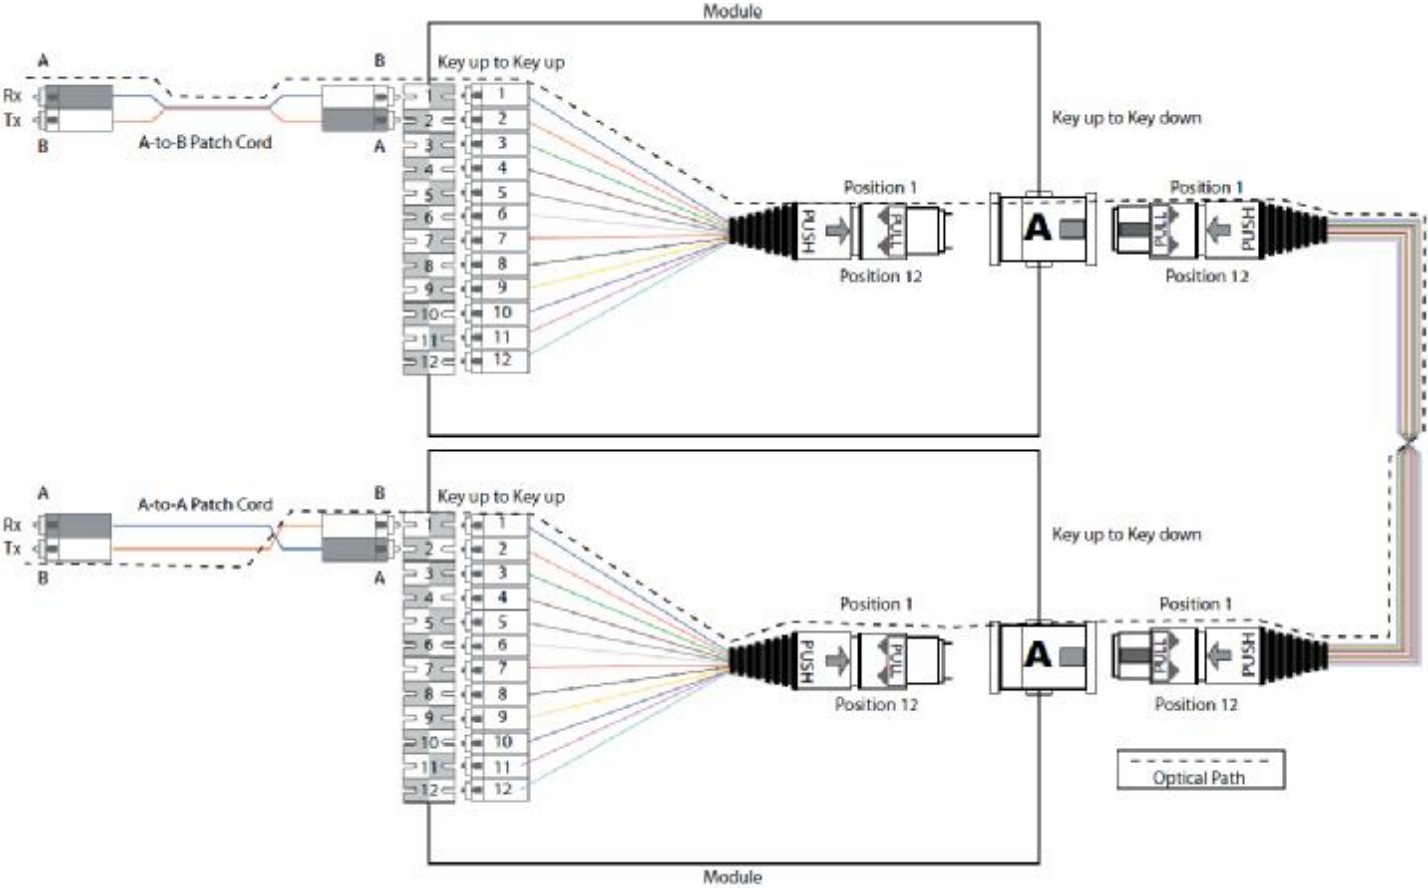 Module
A
B
Key up to Key up
Rx
Tx
B
A-to-B Patch Cord
A
1
2
3
4
5
6
7
8
9
10
11
12
1
2
3
4
5
6
7
8
9
10
11
12
Key up to Key down
Position 1
PUSH
PULL
Position 12
A
Position 1
PULL
PUSH
Position 12
A
A-to-A Patch Cord
B
Key up to Key up
Rx
Tx
B
A
1
2
3
4
5
6
7
8
9
10
11
12
1
2
3
4
5
6
7
8
9
10
11
12
Key up to Key down
Position 1
PUSH
PULL
Position 12
A
Position 1
PULL
PUSH
Position 12
Optical Path
Module